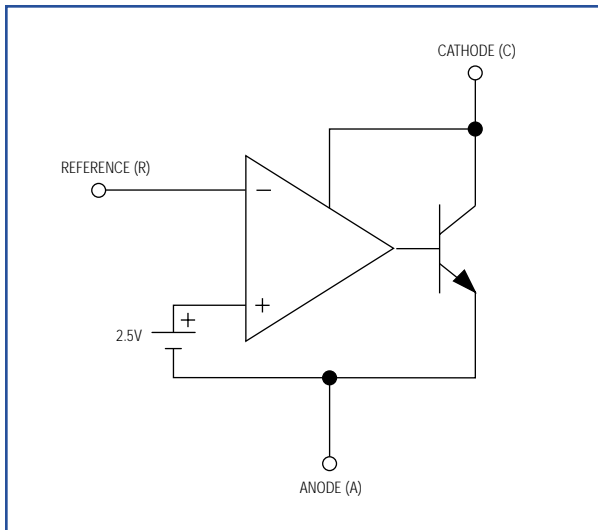 CATHODE (C)
REFERENCE (R)
−
+
+
2.5V
ANODE (A)